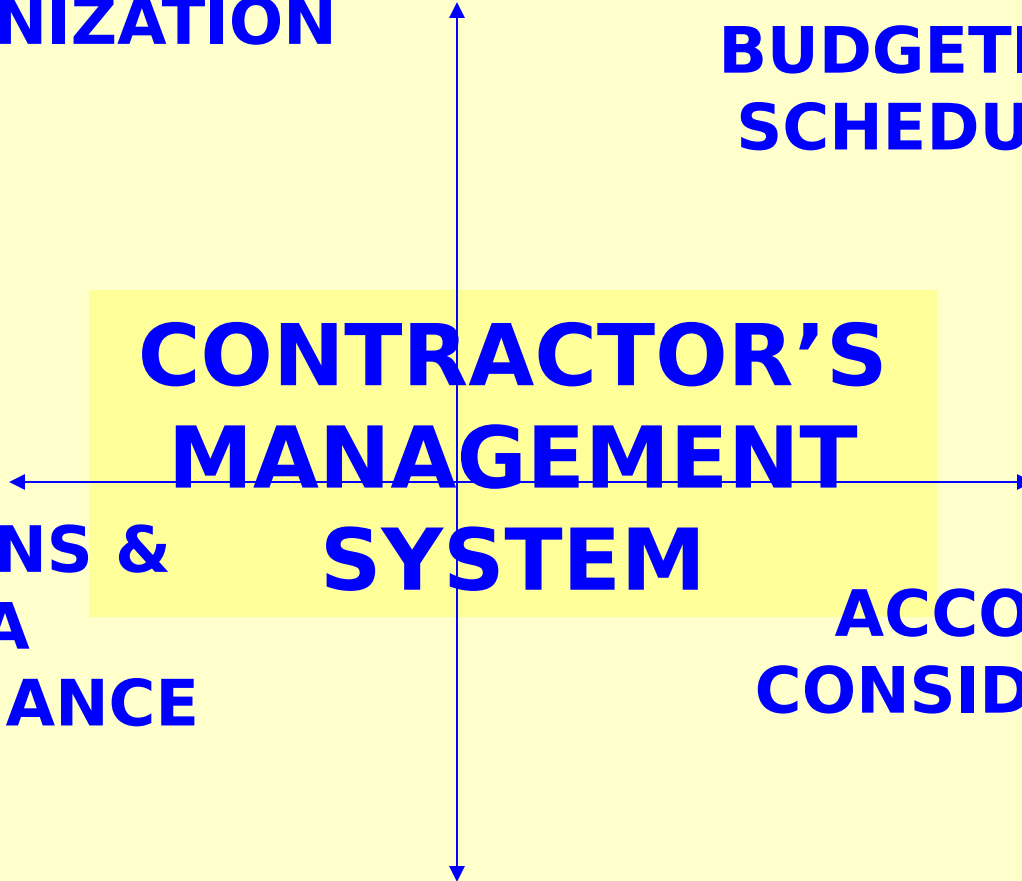 NIZATION
BUDGET
SCHEDU
CONTRACTOR’S
MANAGEMENT
SYSTEM
NS &
A
ANCE
ACCO
CONSID